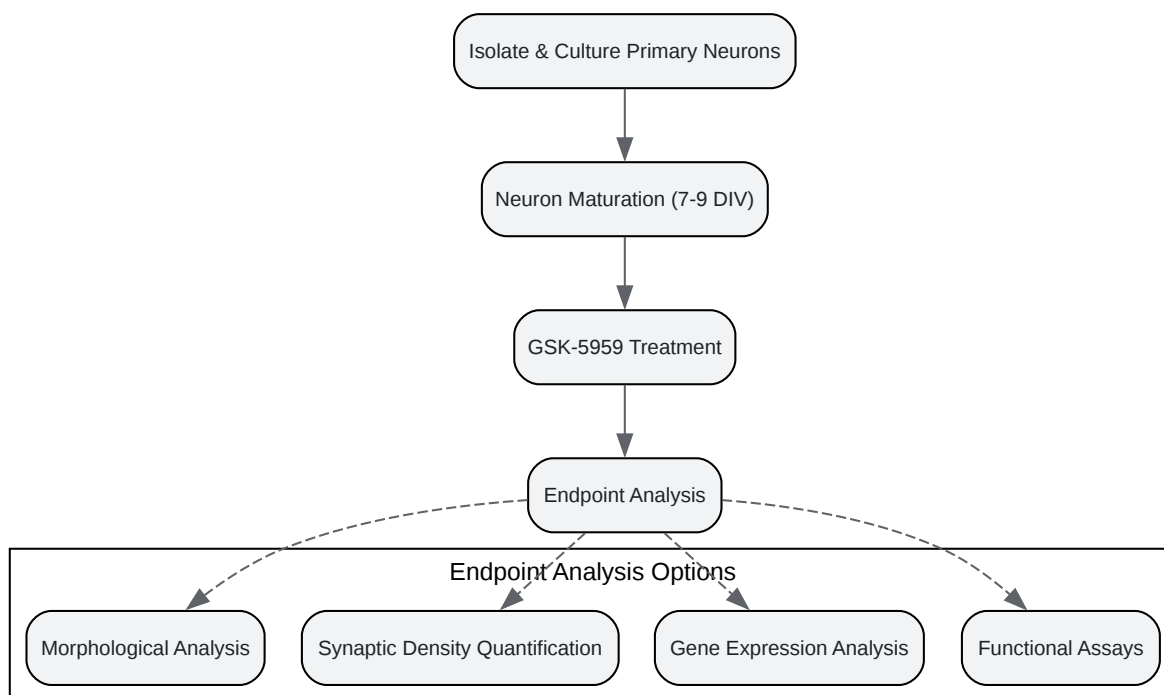 Isolate & Culture Primary Neurons
Neuron Maturation (7-9 DIV)
GSK-5959 Treatment
Endpoint Analysis
Endpoint Analysis Options
Morphological Analysis
Synaptic Density Quantification
Gene Expression Analysis
Functional Assays